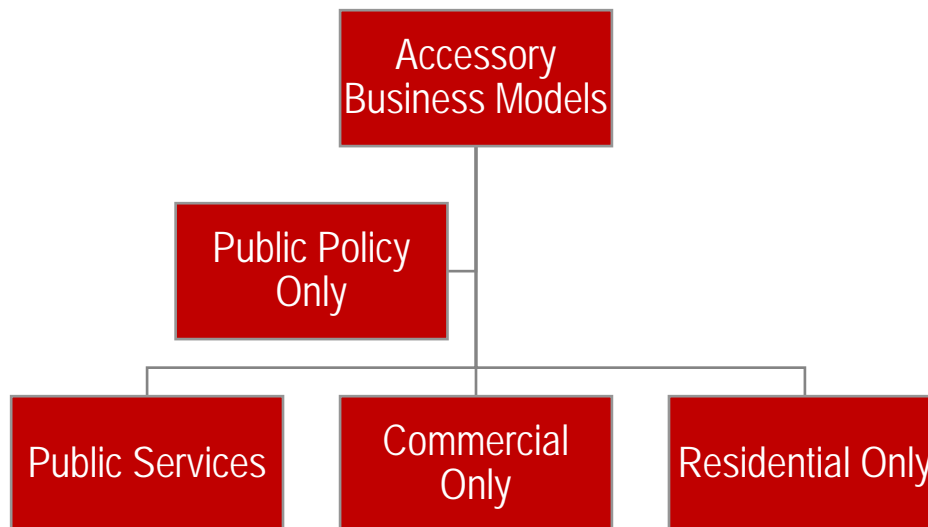 Accessory
Business Models
Public Policy
Only
Public Services
Commercial
Only
Residential Only